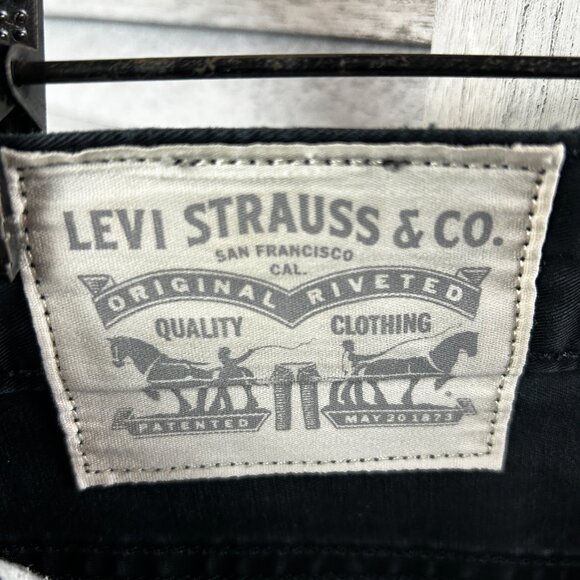 LEVI STRAUSS & CO.
SAN FRANCISCO
CAL.
ORIGINAL RIVETED
QUALITY CLOTHING
PATENTED MAY 20 1873